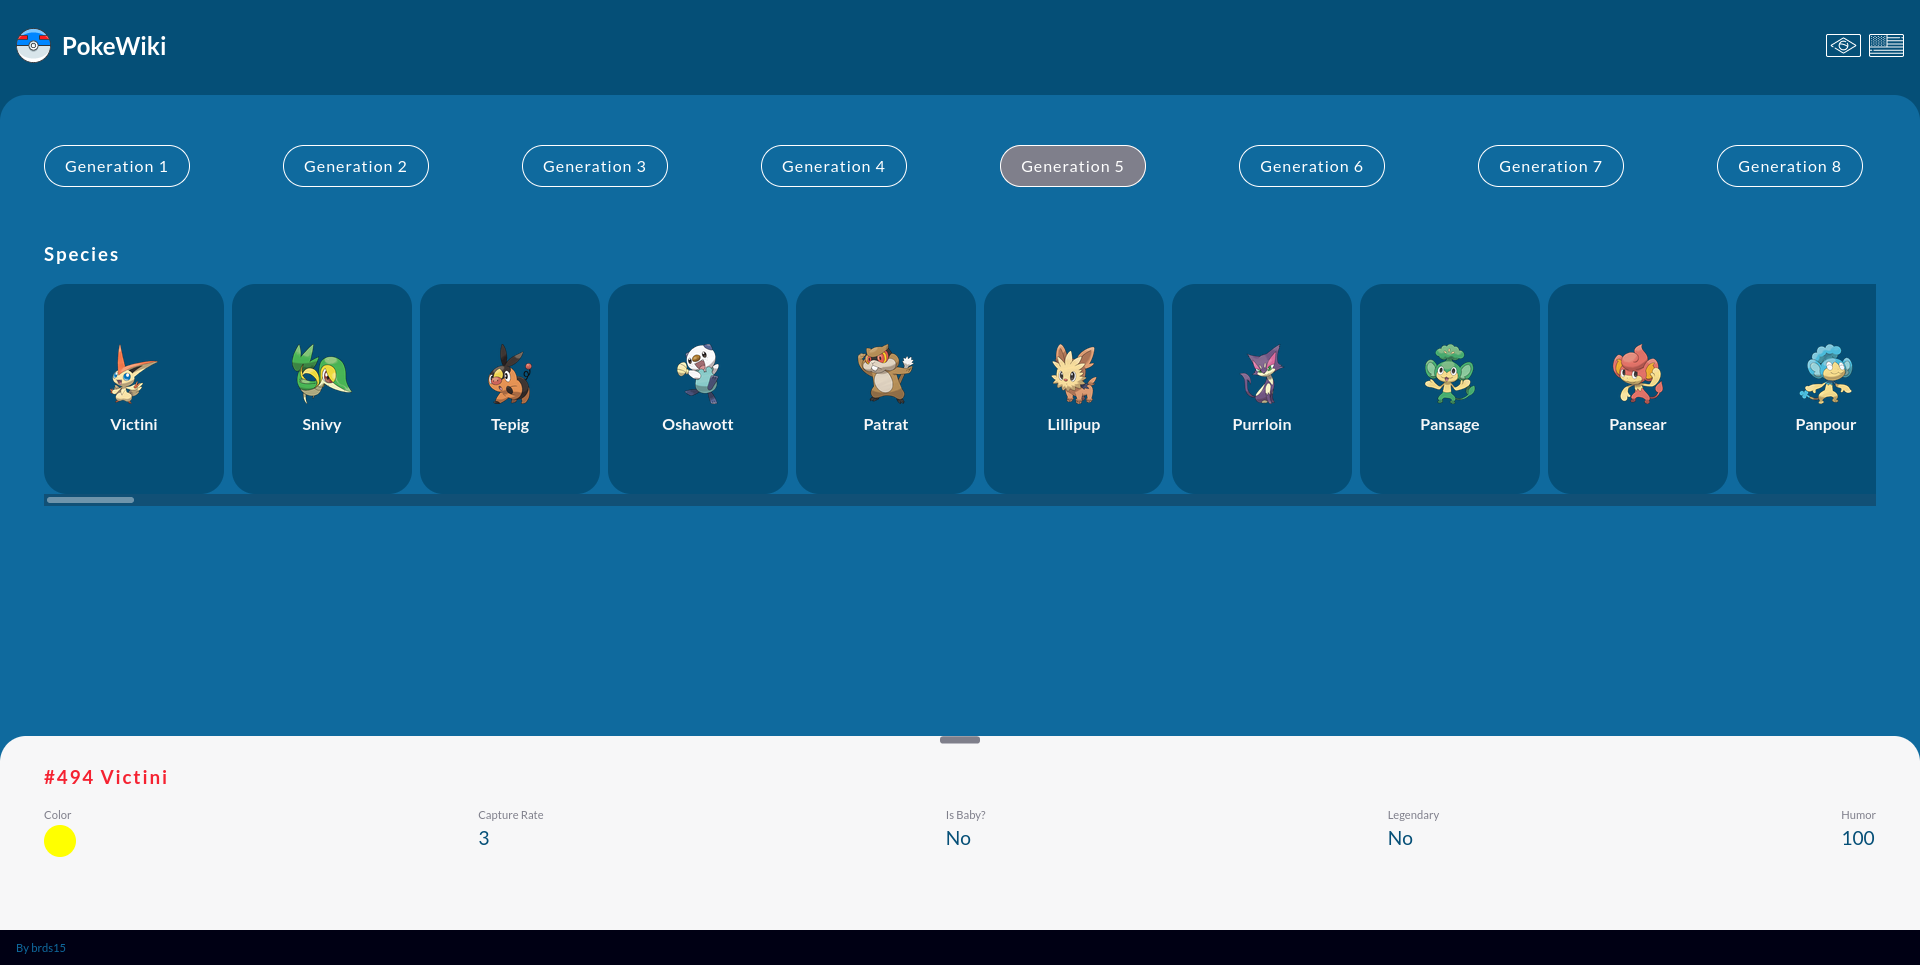 PokeWiki
Generation 1 Generation 2 Generation 3 Generation 4 Generation 5 Generation 6 Generation 7 Generation 8
Species
Victini Snivy Tepig Oshawott Patrat Lillipup Purrloin Pansage Pansear Panpour
#494 Victini
Color Capture Rate Is Baby? Legendary Humor
3 No No 100
By brds15